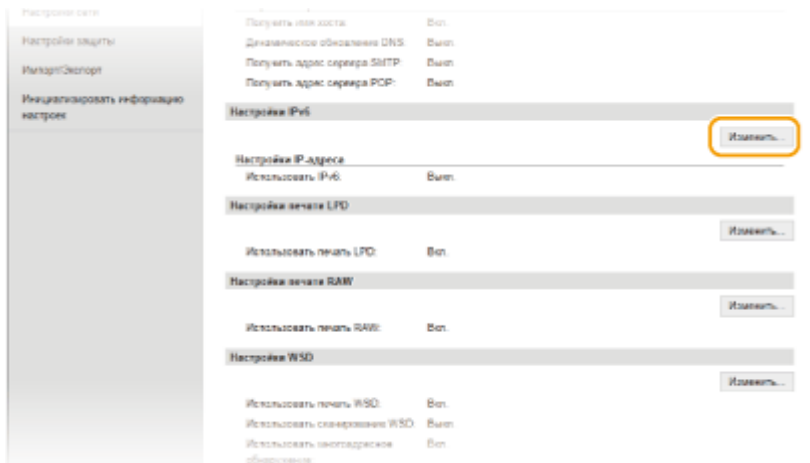 Настройки сети
Настройки защиты
Импорт/Экспорт
Инициализировать информацию
настроек
Получить имя хоста: Вкл.
Динамическое обновление DNS: Выкл.
Получить адрес сервера SMTP: Выкл.
Получить адрес сервера POP: Выкл.
Настройки IPv6
Изменить...
Настройки IP-адреса
Использовать IPv6: Выкл.
Настройки печати LPD
Изменить...
Использовать печать LPD: Вкл.
Настройки печати RAW
Изменить...
Использовать печать RAW: Вкл.
Настройки WSD
Изменить...
Использовать печать WSD: Вкл.
Использовать сканирование WSD: Выкл.
Использовать многоадресное Вкл.
обнаружение